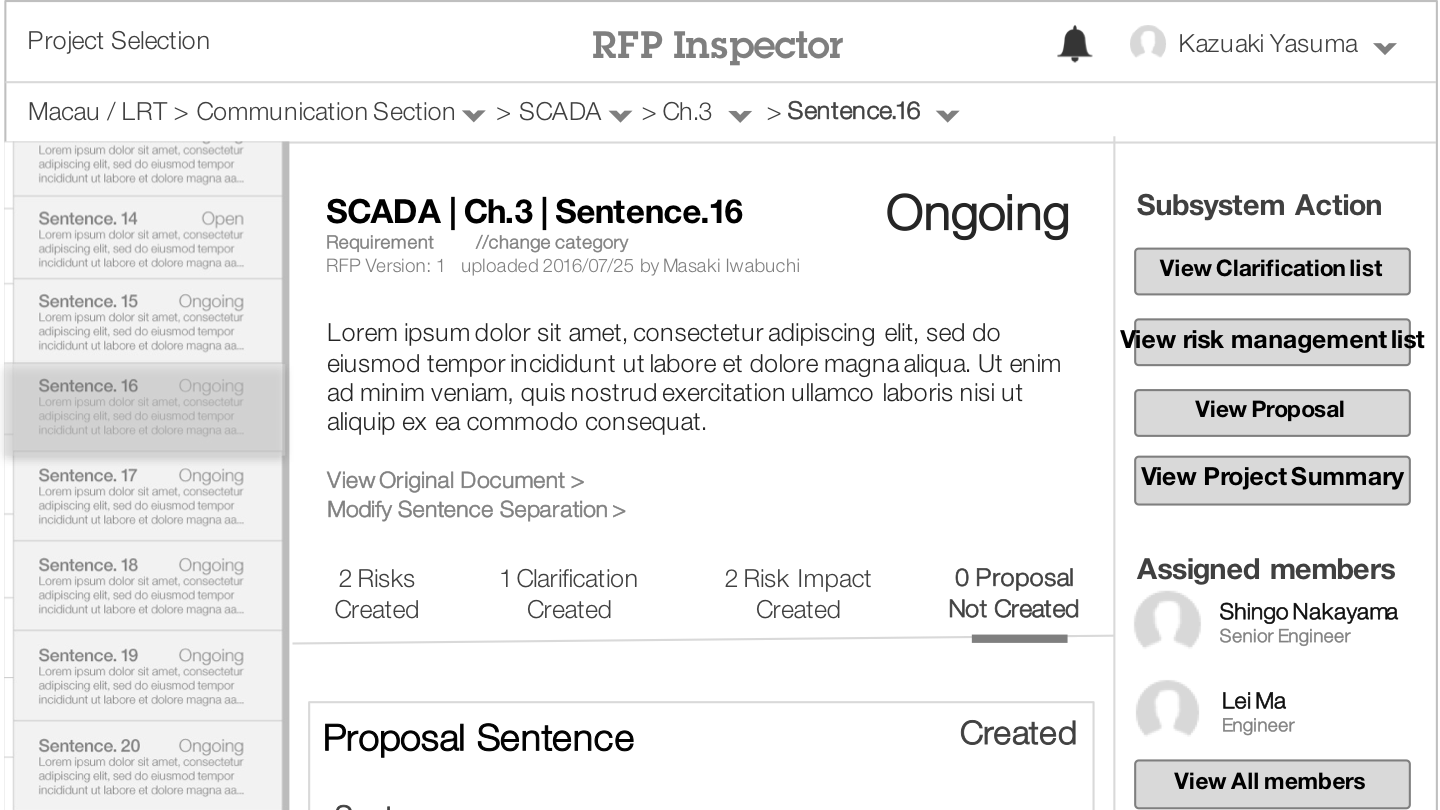 Project Selection
RFP Inspector
Kazuaki Yasuma
Macau / LRT > Communication Section > SCADA > Ch.3 > Sentence.16
Lorem ipsum dolor sit amet, consectetur
adipiscing elit, sed do eiusmod tempor
incididunt ut labore et dolore magna aa...
Sentence. 14 Open
Lorem ipsum dolor sit amet, consectetur
adipiscing elit, sed do eiusmod tempor
incididunt ut labore et dolore magna aa...
Sentence. 15 Ongoing
Lorem ipsum dolor sit amet, consectetur
adipiscing elit, sed do eiusmod tempor
incididunt ut labore et dolore magna aa...
Sentence. 16 Ongoing
Lorem ipsum dolor sit amet, consectetur
adipiscing elit, sed do eiusmod tempor
incididunt ut labore et dolore magna aa...
Sentence. 17 Ongoing
Lorem ipsum dolor sit amet, consectetur
adipiscing elit, sed do eiusmod tempor
incididunt ut labore et dolore magna aa...
Sentence. 18 Ongoing
Lorem ipsum dolor sit amet, consectetur
adipiscing elit, sed do eiusmod tempor
incididunt ut labore et dolore magna aa...
Sentence. 19 Ongoing
Lorem ipsum dolor sit amet, consectetur
adipiscing elit, sed do eiusmod tempor
incididunt ut labore et dolore magna aa...
Sentence. 20 Ongoing
Lorem ipsum dolor sit amet, consectetur
adipiscing elit, sed do eiusmod tempor
incididunt ut labore et dolore magna aa...
SCADA | Ch.3 | Sentence.16
Ongoing
Requirement //change category
RFP Version: 1 uploaded 2016/07/25 by Masaki Iwabuchi
Lorem ipsum dolor sit amet, consectetur adipiscing elit, sed do
eiusmod tempor incididunt ut labore et dolore magna aliqua. Ut enim
ad minim veniam, quis nostrud exercitation ullamco laboris nisi ut
aliquip ex ea commodo consequat.
View Original Document >
Modify Sentence Separation >
2 Risks
Created
1 Clarification
Created
2 Risk Impact
Created
0 Proposal
Not Created
Proposal Sentence
Created
Subsystem Action
View Clarification list
View risk management list
View Proposal
View Project Summary
Assigned members
Shingo Nakayama
Senior Engineer
Lei Ma
Engineer
View All members